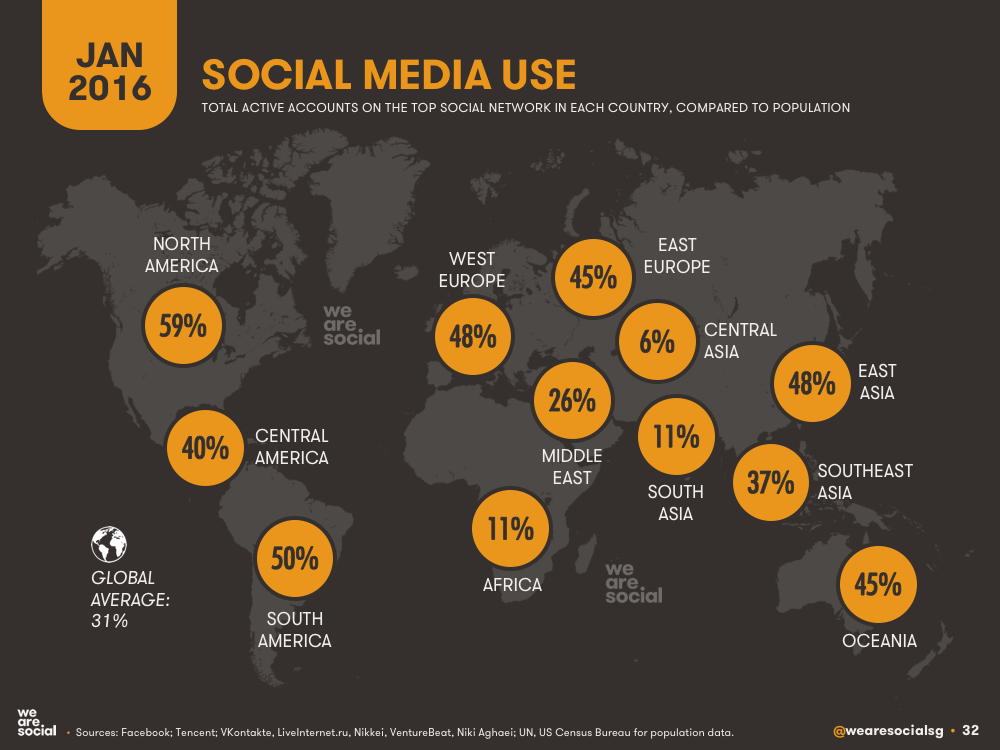 JAN
2016
SOCIAL MEDIA USE
TOTAL ACTIVE ACCOUNTS ON THE TOP SOCIAL NETWORK IN EACH COUNTRY, COMPARED TO POPULATION
NORTH
AMERICA
59%
WEST
EUROPE
48%
45%
EAST
EUROPE
we
are
social
6%
CENTRAL
ASIA
48%
EAST
ASIA
26%
MIDDLE
EAST
40%
CENTRAL
AMERICA
11%
SOUTH
ASIA
37%
SOUTHEAST
ASIA
11%
AFRICA
50%
SOUTH
AMERICA
we
are
social
45%
OCEANIA
GLOBAL
AVERAGE:
31%
we
are
social
• Sources: Facebook; Tencent; VKontakte, LiveInternet.ru, Nikkei, VentureBeat, Niki Aghaei; UN, US Census Bureau for population data.
@wearesocialsg • 32